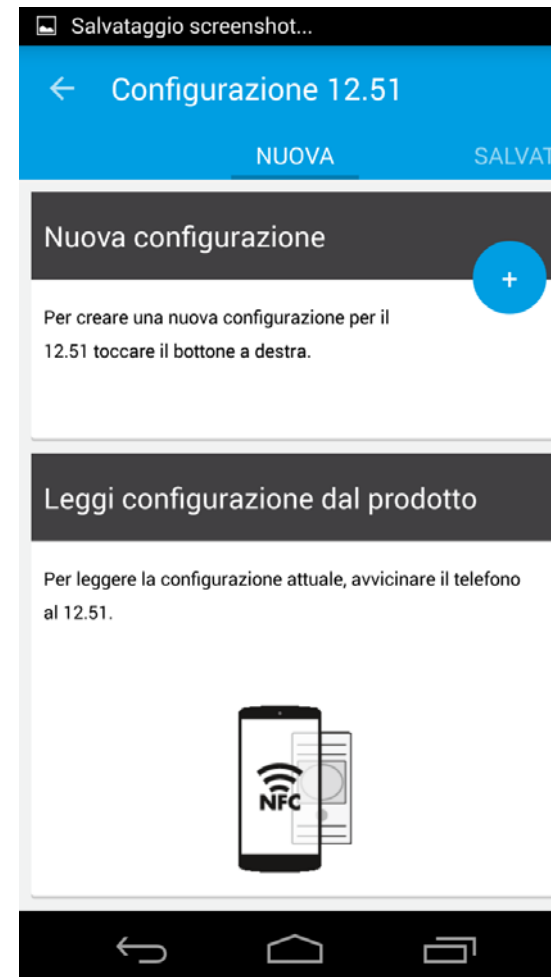 Salvataggio screenshot...
Configurazione 12.51
NUOVA
SALVAT
Nuova configurazione
+
Per creare una nuova configurazione per il
12.51 toccare il bottone a destra.
Leggi configurazione dal prodotto
Per leggere la configurazione attuale, avvicinare il telefono
al 12.51.
NFC